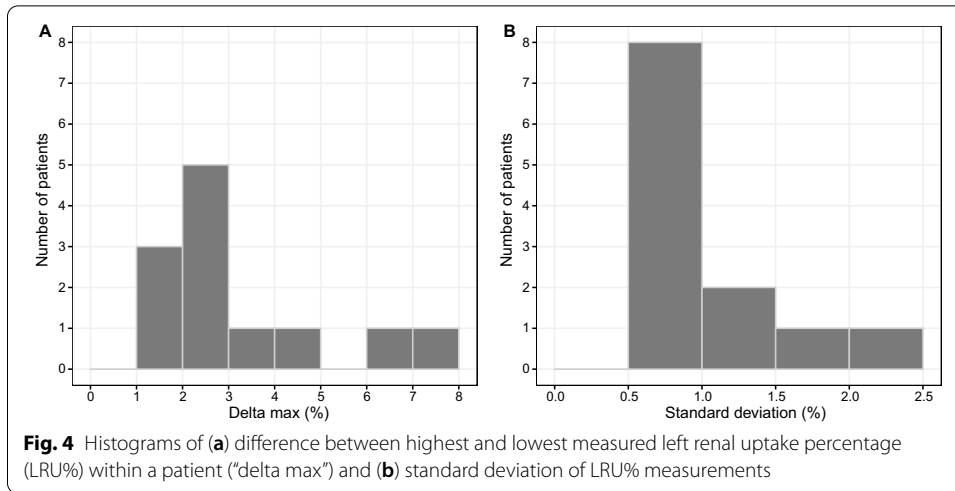 A
8
7
6
5
4
3
2
1
0
Number of patients
0 1 2 3 4 5 6 7 8
Delta max (%)
B
8
7
6
5
4
3
2
1
0
Number of patients
0.0 0.5 1.0 1.5 2.0 2.5
Standard deviation (%)
Fig. 4 Histograms of (a) difference between highest and lowest measured left renal uptake percentage
(LRU%) within a patient (“delta max”) and (b) standard deviation of LRU% measurements